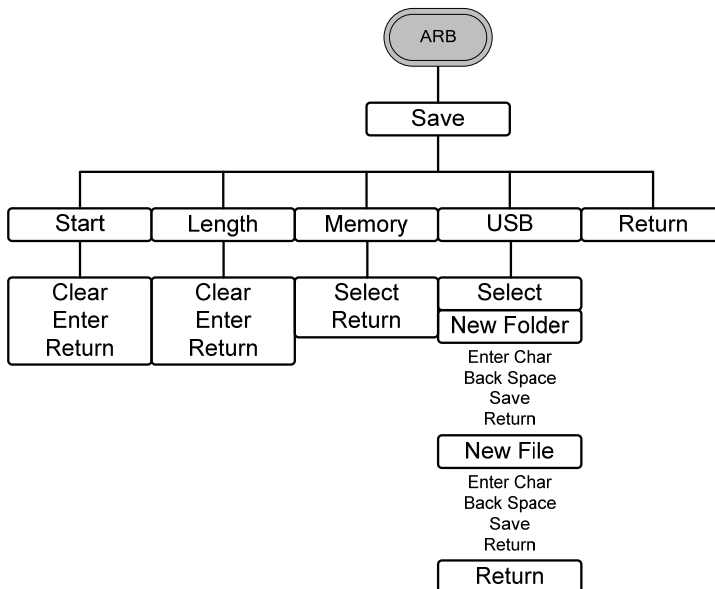 ARB
Save
Start
Length
Memory
USB
Return
Clear
Enter
Return
Clear
Enter
Return
Select
Return
Select
New Folder
Enter Char
Back Space
Save
Return
New File
Enter Char
Back Space
Save
Return
Return